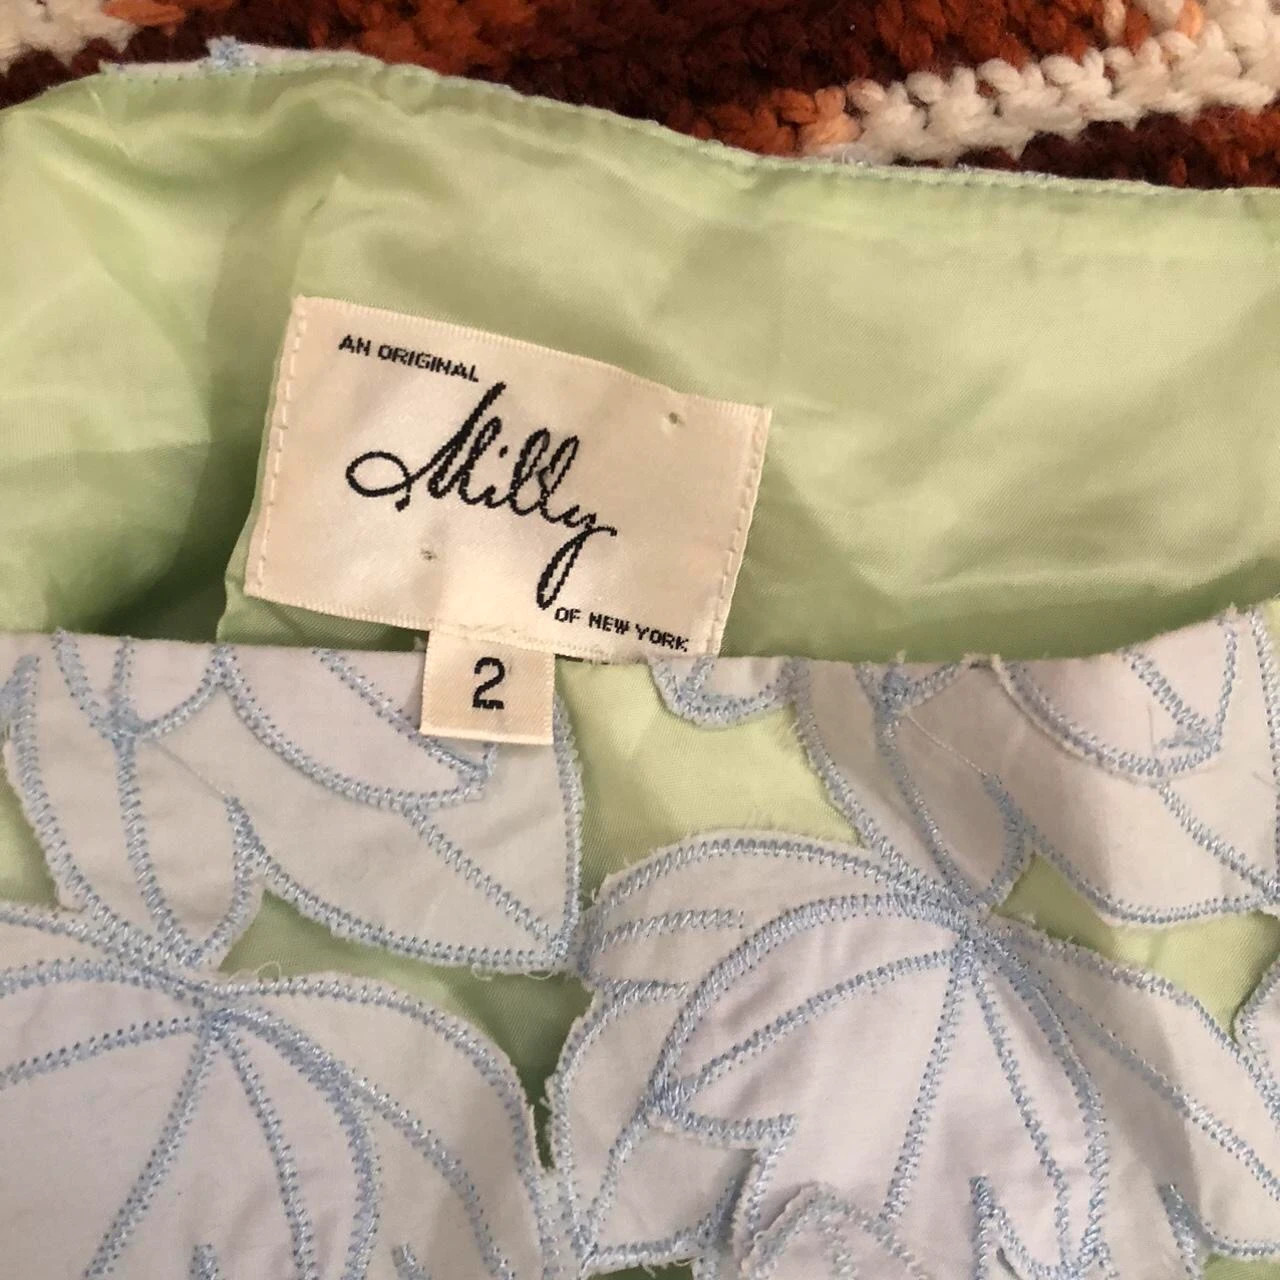 AN ORIGINAL
Milly
OF NEW YORK
2